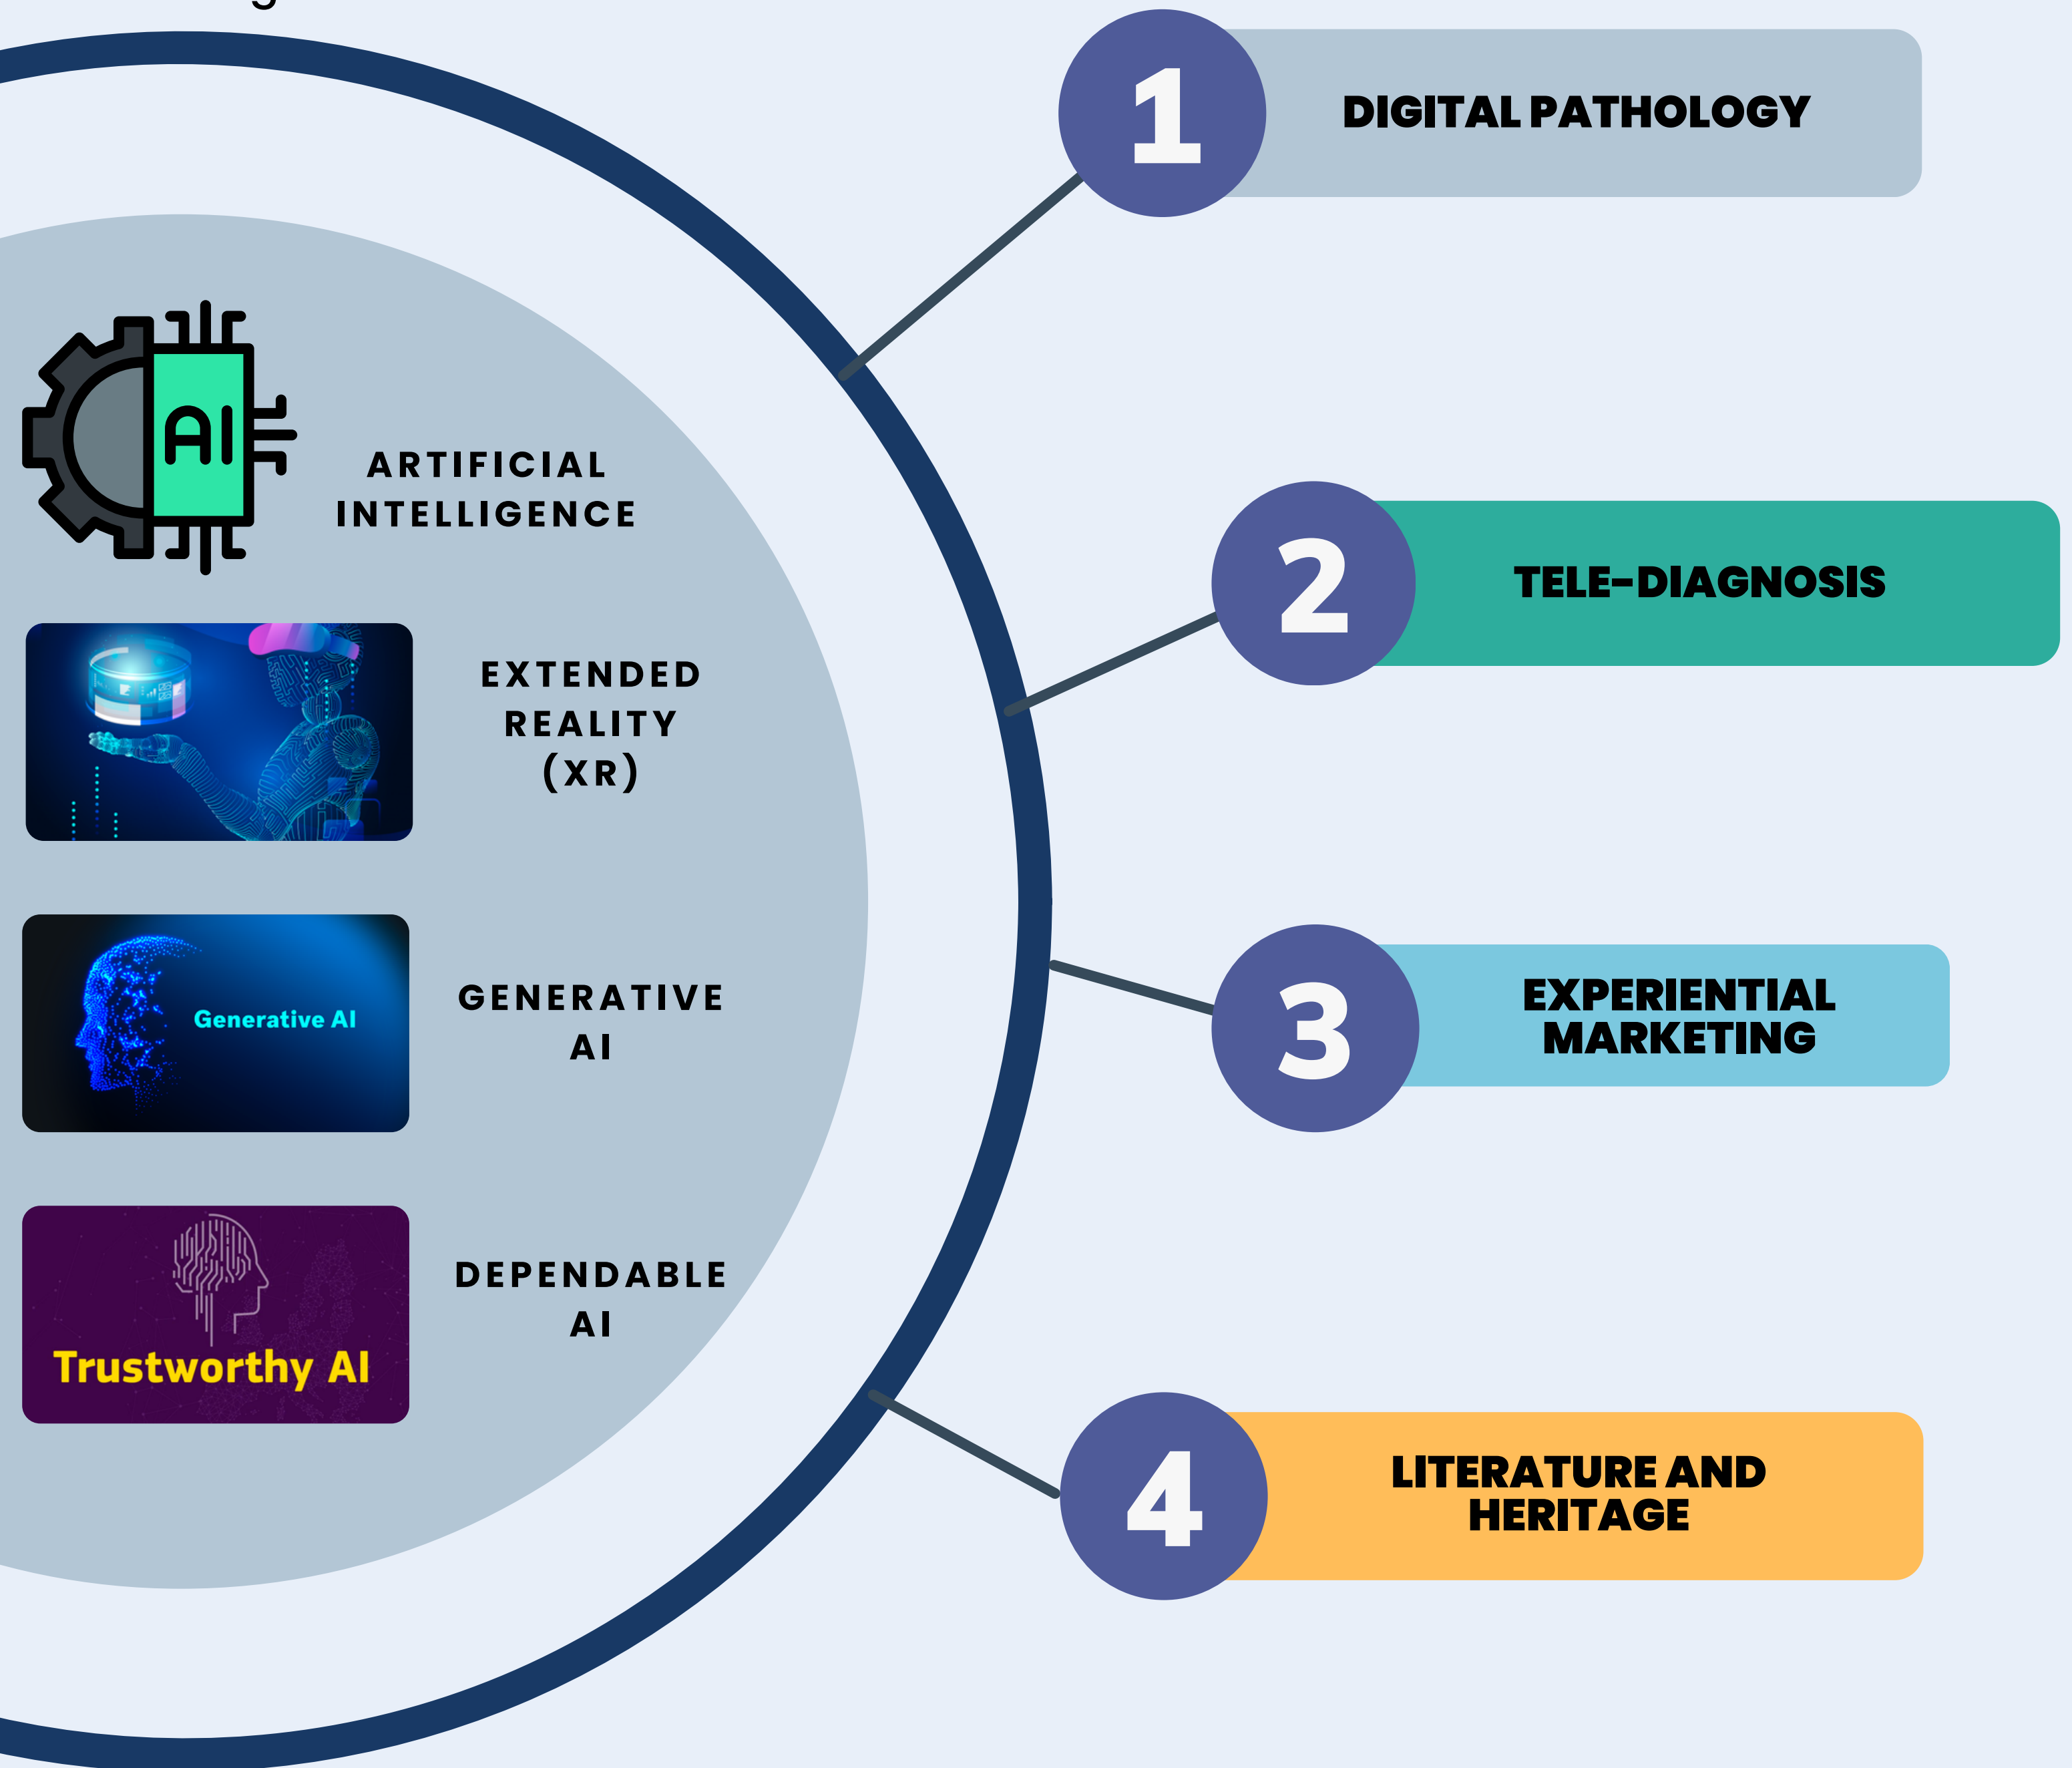 AI
ARTIFICIAL
INTELLIGENCE
EXTENDED
REALITY
(XR)
Generative AI
GENERATIVE
AI
Trustworthy AI
DEPENDABLE
AI
1
DIGITAL PATHOLOGY
2
TELE-DIAGNOSIS
3
EXPERIENTIAL
MARKETING
4
LITERATURE AND
HERITAGE